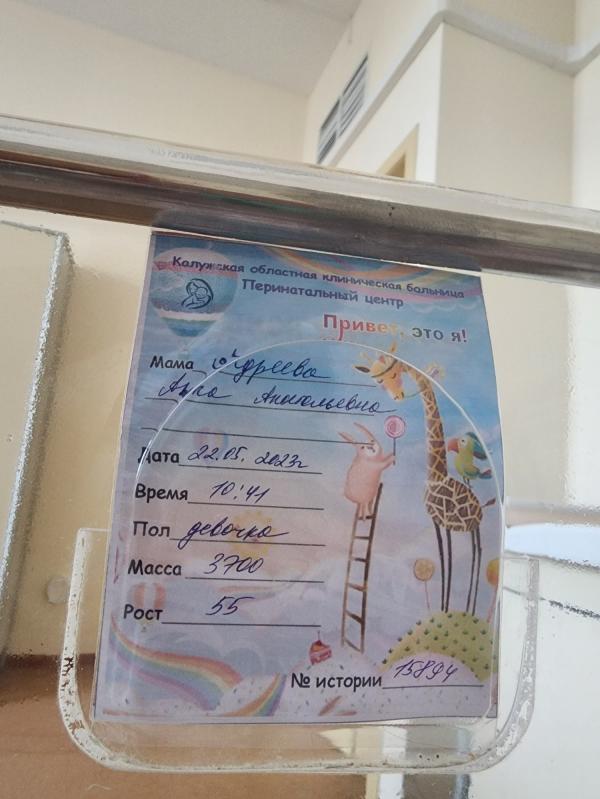 Калужская областная клиническая больница
Перинатальный центр
Привет, это я!
Мама
Анатольевна
Дата 22.05.2023г
Время 10:41
Пол девочка
Масса 3700
Рост 55
№ истории 15894